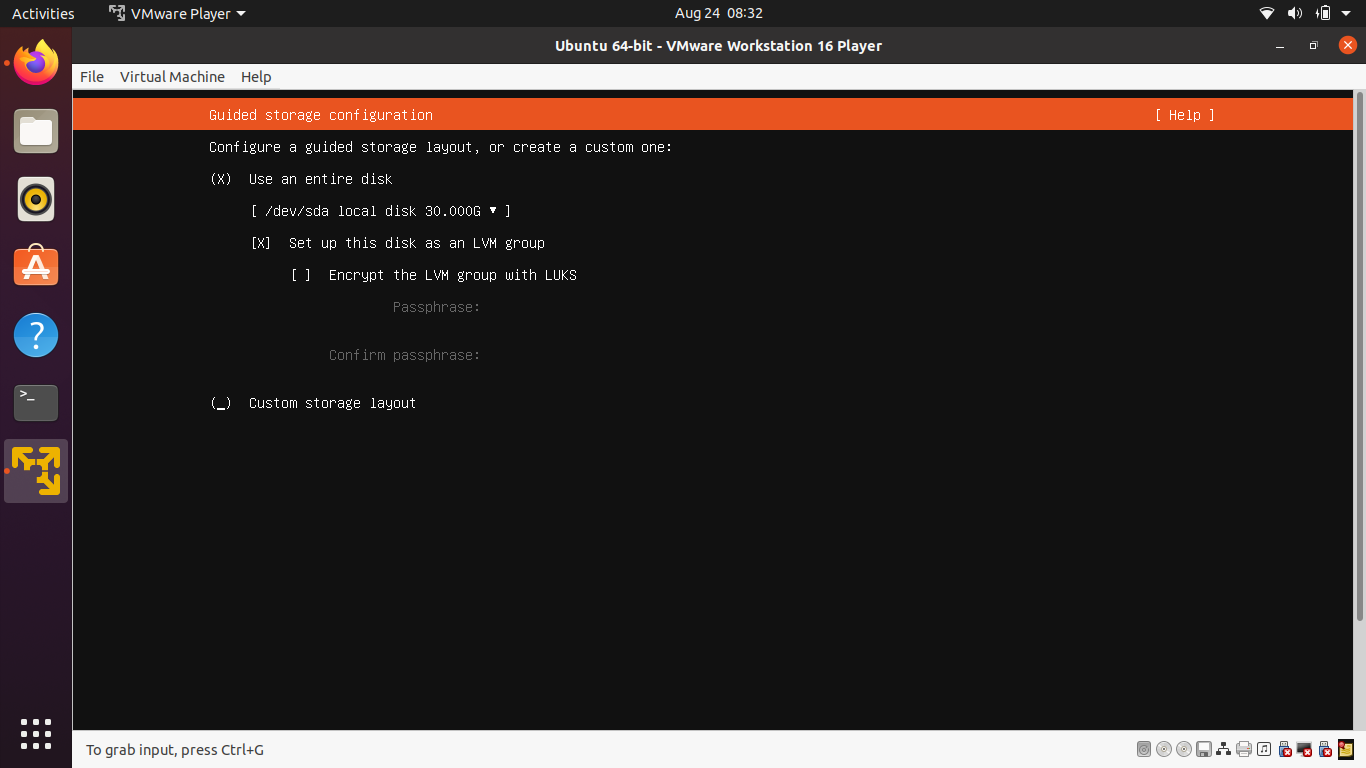 Activities VMware Player Aug 24 08:32
Ubuntu 64-bit - VMware Workstation 16 Player
File Virtual Machine Help
Guided storage configuration [ Help ]
Configure a guided storage layout, or create a custom one:
(X) Use an entire disk
[ /dev/sda local disk 30.000G ▾ ]
[X] Set up this disk as an LVM group
[ ] Encrypt the LVM group with LUKS
Passphrase:
Confirm passphrase:
(_) Custom storage layout
To grab input, press Ctrl+G